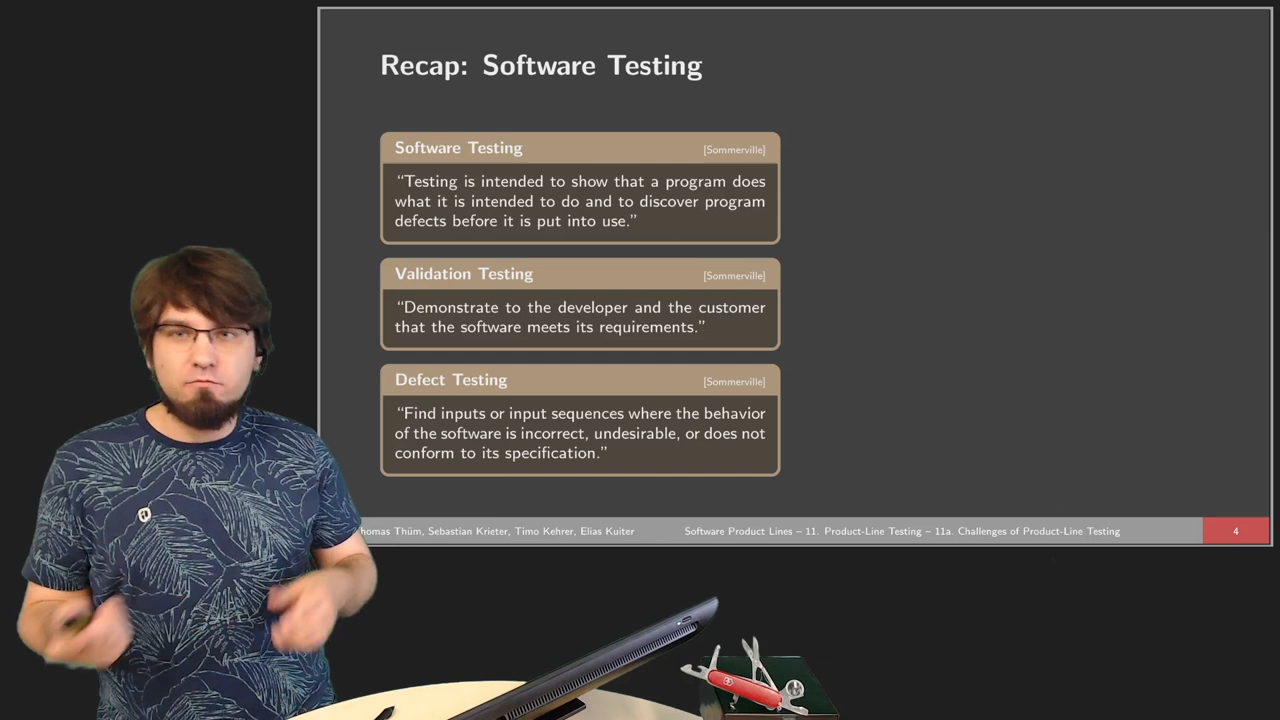 Recap: Software Testing
Software Testing [Sommerville]
“Testing is intended to show that a program does
what it is intended to do and to discover program
defects before it is put into use.”
Validation Testing [Sommerville]
“Demonstrate to the developer and the customer
that the software meets its requirements.”
Defect Testing [Sommerville]
“Find inputs or input sequences where the behavior
of the software is incorrect, undesirable, or does not
conform to its specification.”
homas Thüm, Sebastian Krieter, Timo Kehrer, Elias Kuiter Software Product Lines – 11. Product-Line Testing – 11a. Challenges of Product-Line Testing 4